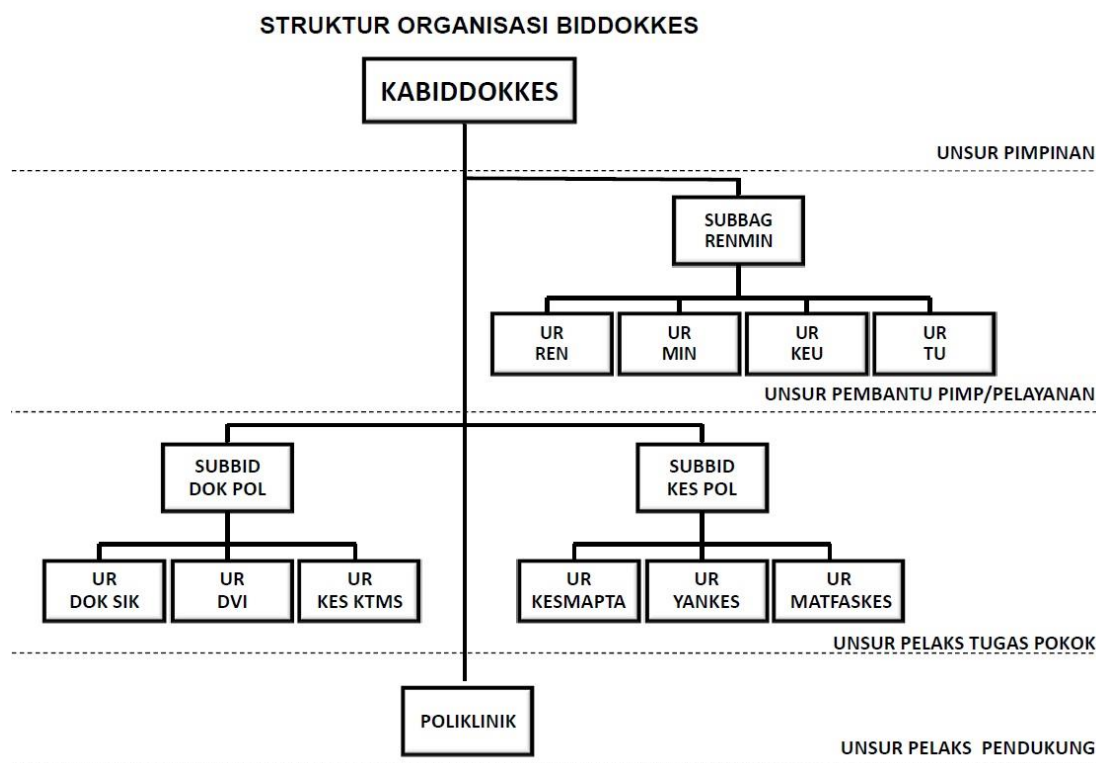 STRUKTUR ORGANISASI BIDDOKKES
KABIDDOKKES
UNSUR PIMPINAN
SUBBAG
RENMIN
UR
REN
UR
MIN
UR
KEU
UR
TU
UNSUR PEMBANTU PIMP/PELAYANAN
SUBBID
DOK POL
SUBBID
KES POL
UR
DOK SIK
UR
DVI
UR
KES KTMS
UR
KESMAPTA
UR
YANKES
UR
MATFASKES
UNSUR PELAKS TUGAS POKOK
POLIKLINIK
UNSUR PELAKS PENDUKUNG